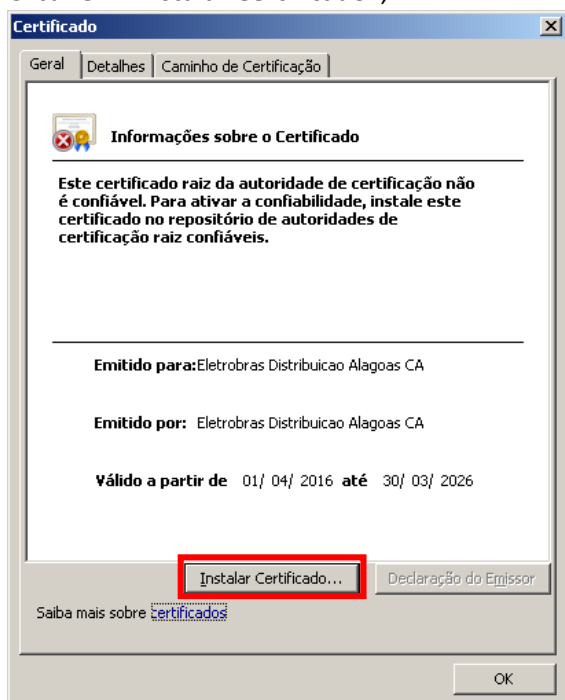 Certificado
Geral Detalhes Caminho de Certificação
Informações sobre o Certificado
Este certificado raiz da autoridade de certificação não
é confiável. Para ativar a confiabilidade, instale este
certificado no repositório de autoridades de
certificação raiz confiáveis.
Emitido para:Eletrobras Distribuicao Alagoas CA
Emitido por: Eletrobras Distribuicao Alagoas CA
Válido a partir de 01/ 04/ 2016 até 30/ 03/ 2026
Instalar Certificado... Declaração do Emissor
Saiba mais sobre certificados
OK